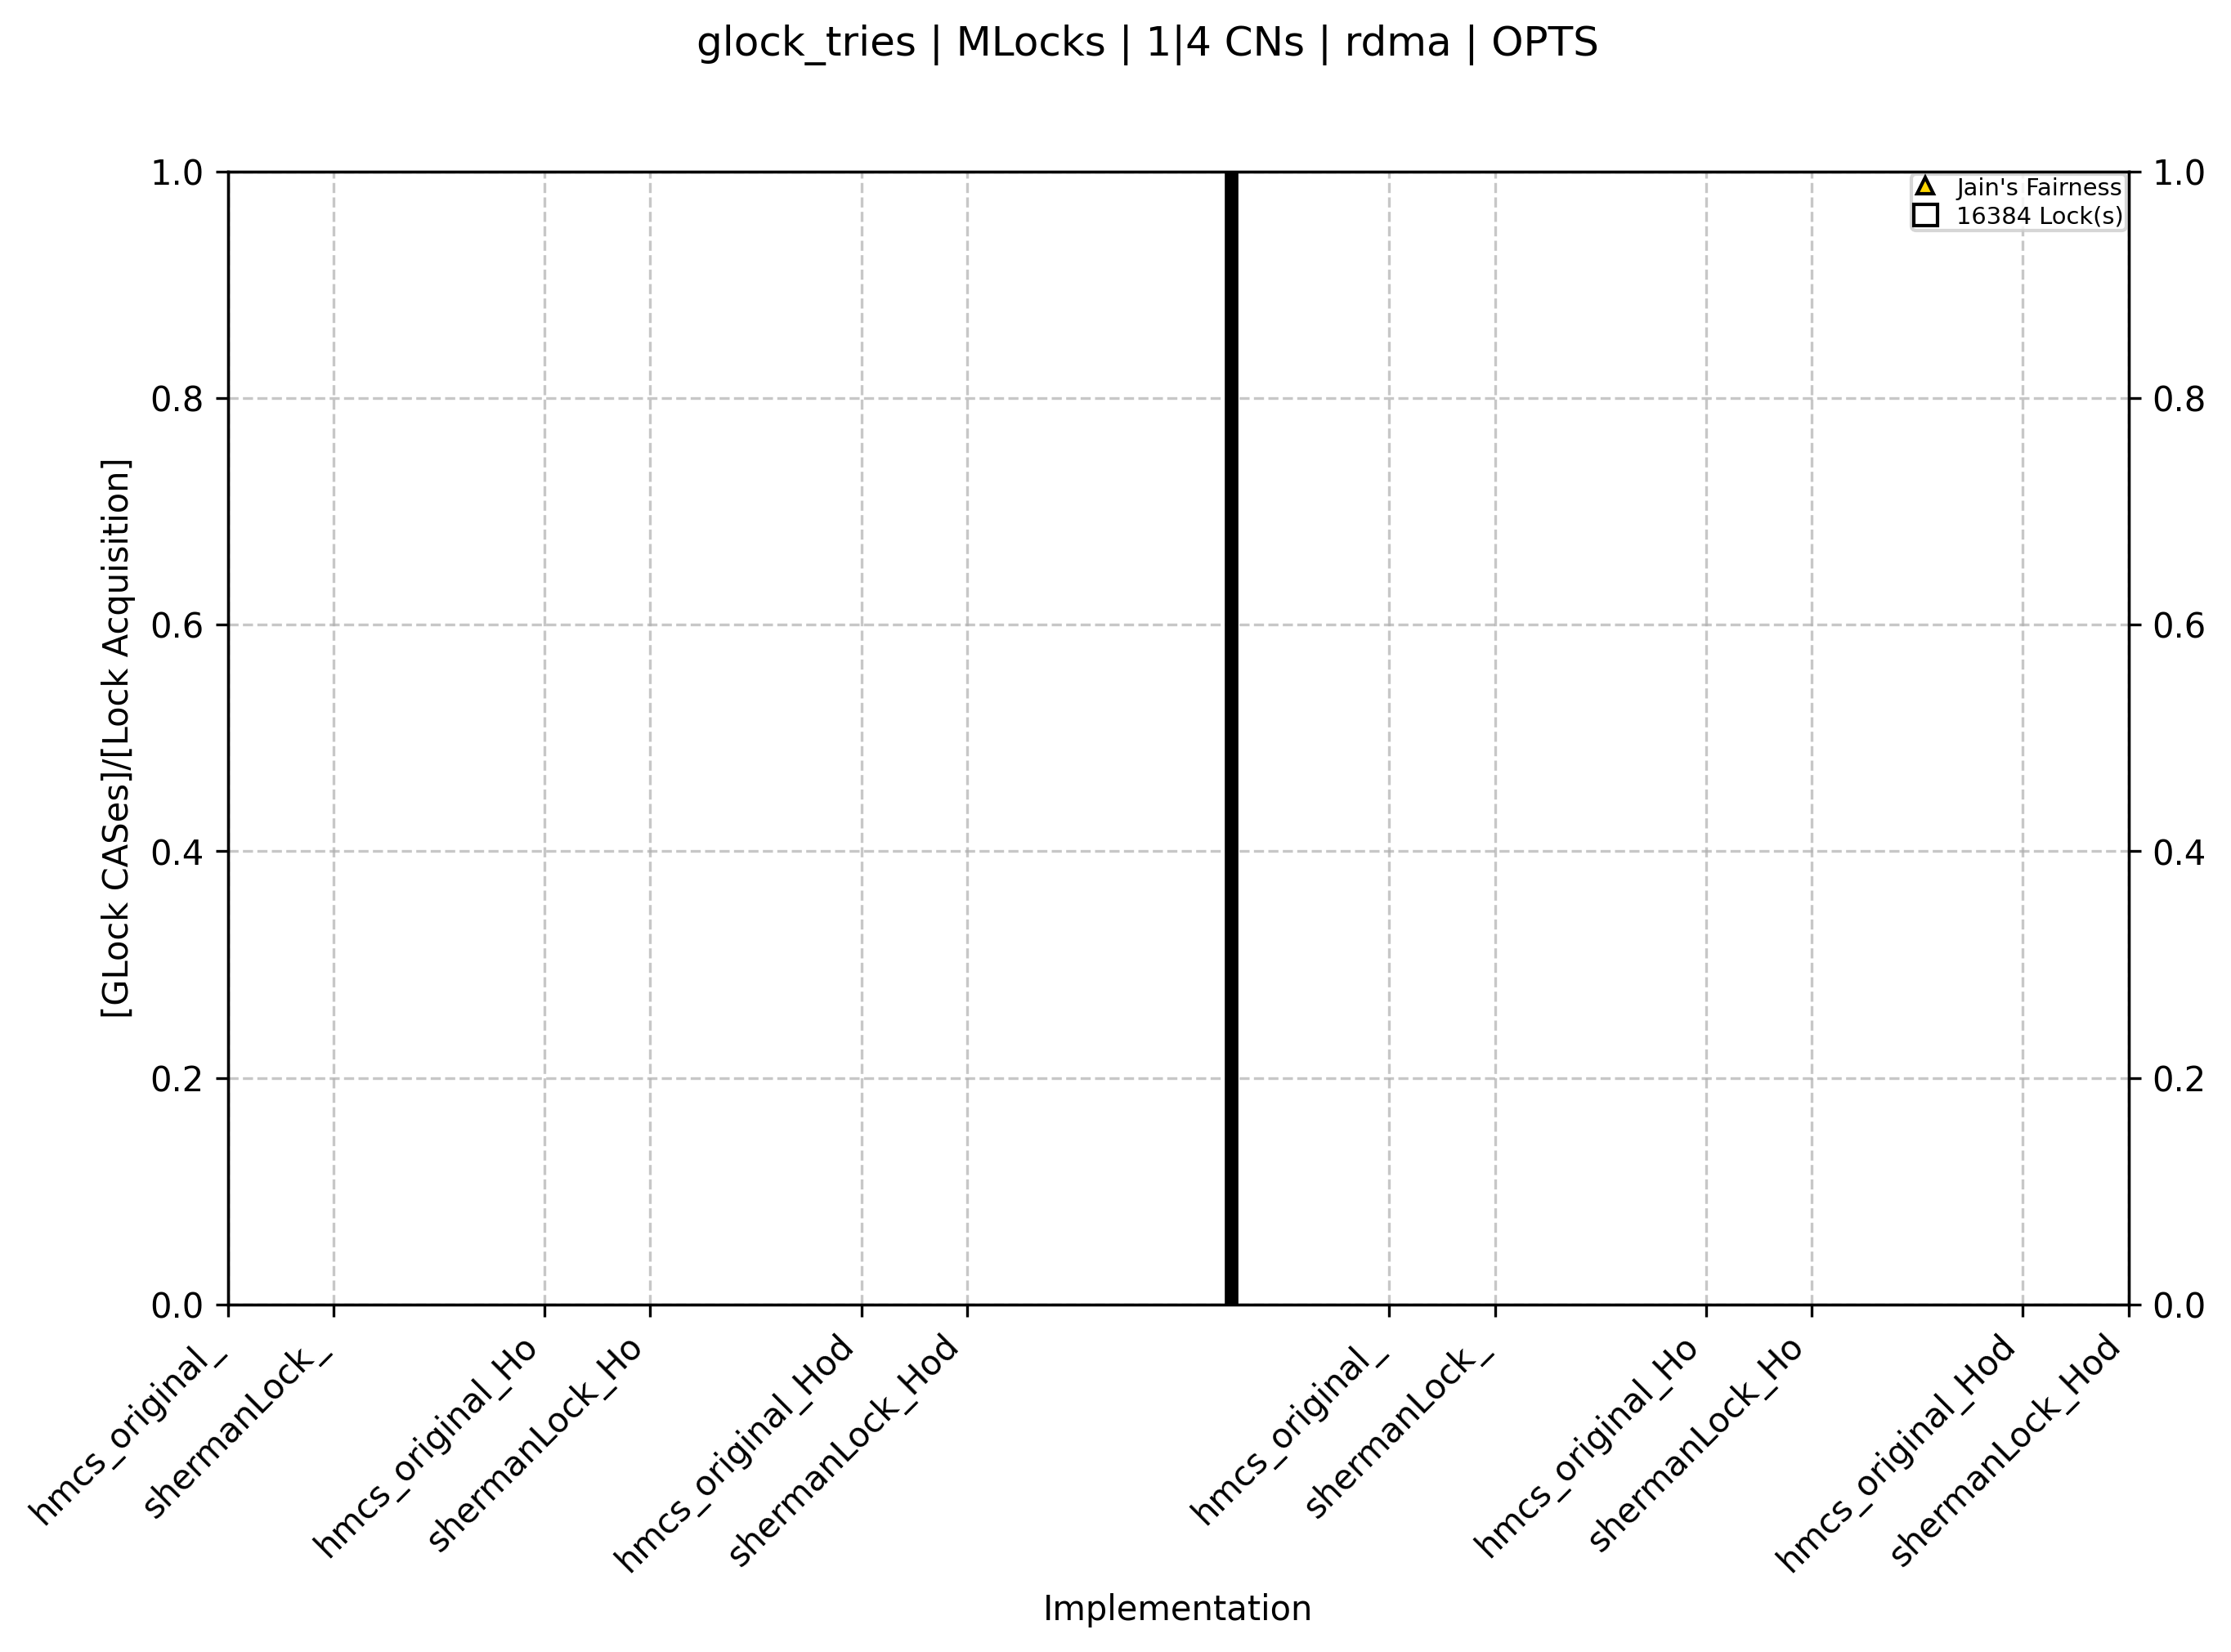 glock_tries | MLocks | 1|4 CNs | rdma | OPTS
Jain's Fairness
16384 Lock(s)
[GLock CASes]/[Lock Acquisition]
1.0
0.8
0.6
0.4
0.2
0.0
1.0
0.8
0.6
0.4
0.2
0.0
hmcs_original_
shermanLock_
hmcs_original_Ho
shermanLock_Ho
hmcs_original_Hod
shermanLock_Hod
hmcs_original_
shermanLock_
hmcs_original_Ho
shermanLock_Ho
hmcs_original_Hod
shermanLock_Hod
Implementation